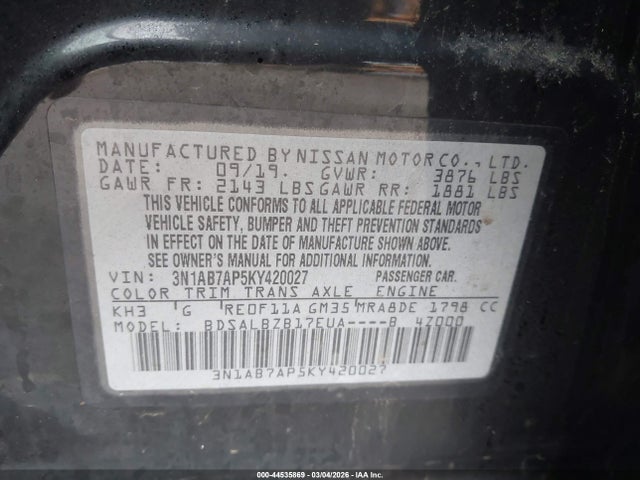 MANUFACTURED BY NISSAN MOTOR CO., LTD.
DATE: 09/19. GVWR: 3876 LBS
GAWR FR: 2143 LBS GAWR RR: 1881 LBS
THIS VEHICLE CONFORMS TO ALL APPLICABLE FEDERAL MOTOR
VEHICLE SAFETY, BUMPER AND THEFT PREVENTION STANDARDS
IN EFFECT ON THE DATE OF MANUFACTURE SHOWN ABOVE.
SEE OWNER'S MANUAL FOR ADDITIONAL INFORMATION.
VIN: 3N1AB7AP5KY420027 PASSENGER CAR.
COLOR TRIM TRANS AXLE ENGINE
KH3 G RE0F11A GM35 MRA8DE 1798 CC
MODEL: BDSALBZB17EUA----B 4Z000
3N1AB7AP5KY420027
000-44535869 - 03/04/2026 - IAA Inc.